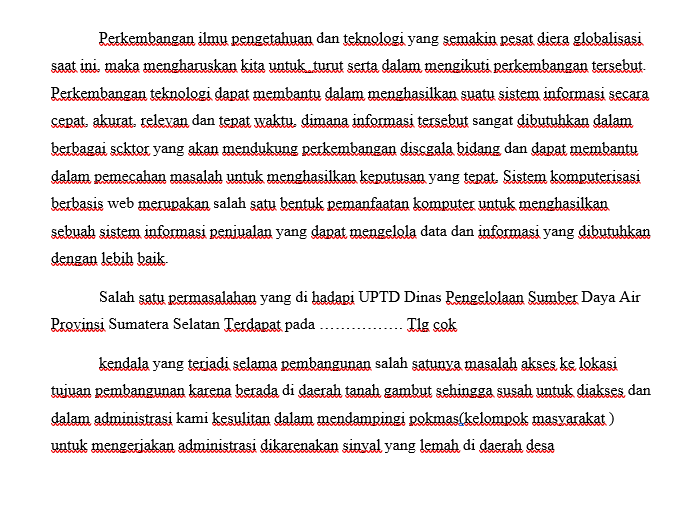 Perkembangan ilmu pengetahuan dan teknologi yang semakin pesat diera globalisasi
saat ini, maka mengharuskan kita untuk turut serta dalam mengikuti perkembangan tersebut.
Perkembangan teknologi dapat membantu dalam menghasilkan suatu sistem informasi secara
cepat, akurat, relevan dan tepat waktu, dimana informasi tersebut sangat dibutuhkan dalam
berbagai scktor yang akan mendukung perkembangan discgala bidang dan dapat membantu
dalam pemecahan masalah untuk menghasilkan keputusan yang tepat, Sistem komputerisasi
berbasis web merupakan salah satu bentuk pemanfaatan komputer untuk menghasilkan
sebuah sistem informasi penjualan yang dapat mengelola data dan informasi yang dibutuhkan
dengan lebih baik.
Salah satu permasalahan yang di hadapi UPTD Dinas Pengelolaan Sumber Daya Air
Provinsi Sumatera Selatan Terdapat pada ……………. Tlg cok
kendala yang terjadi selama pembangunan salah satunya masalah akses ke lokasi
tujuan pembangunan karena berada di daerah tanah gambut sehingga susah untuk diakses dan
dalam administrasi kami kesulitan dalam mendampingi pokmas(kelompok masyarakat )
untuk mengerjakan administrasi dikarenakan sinyal yang lemah di daerah desa